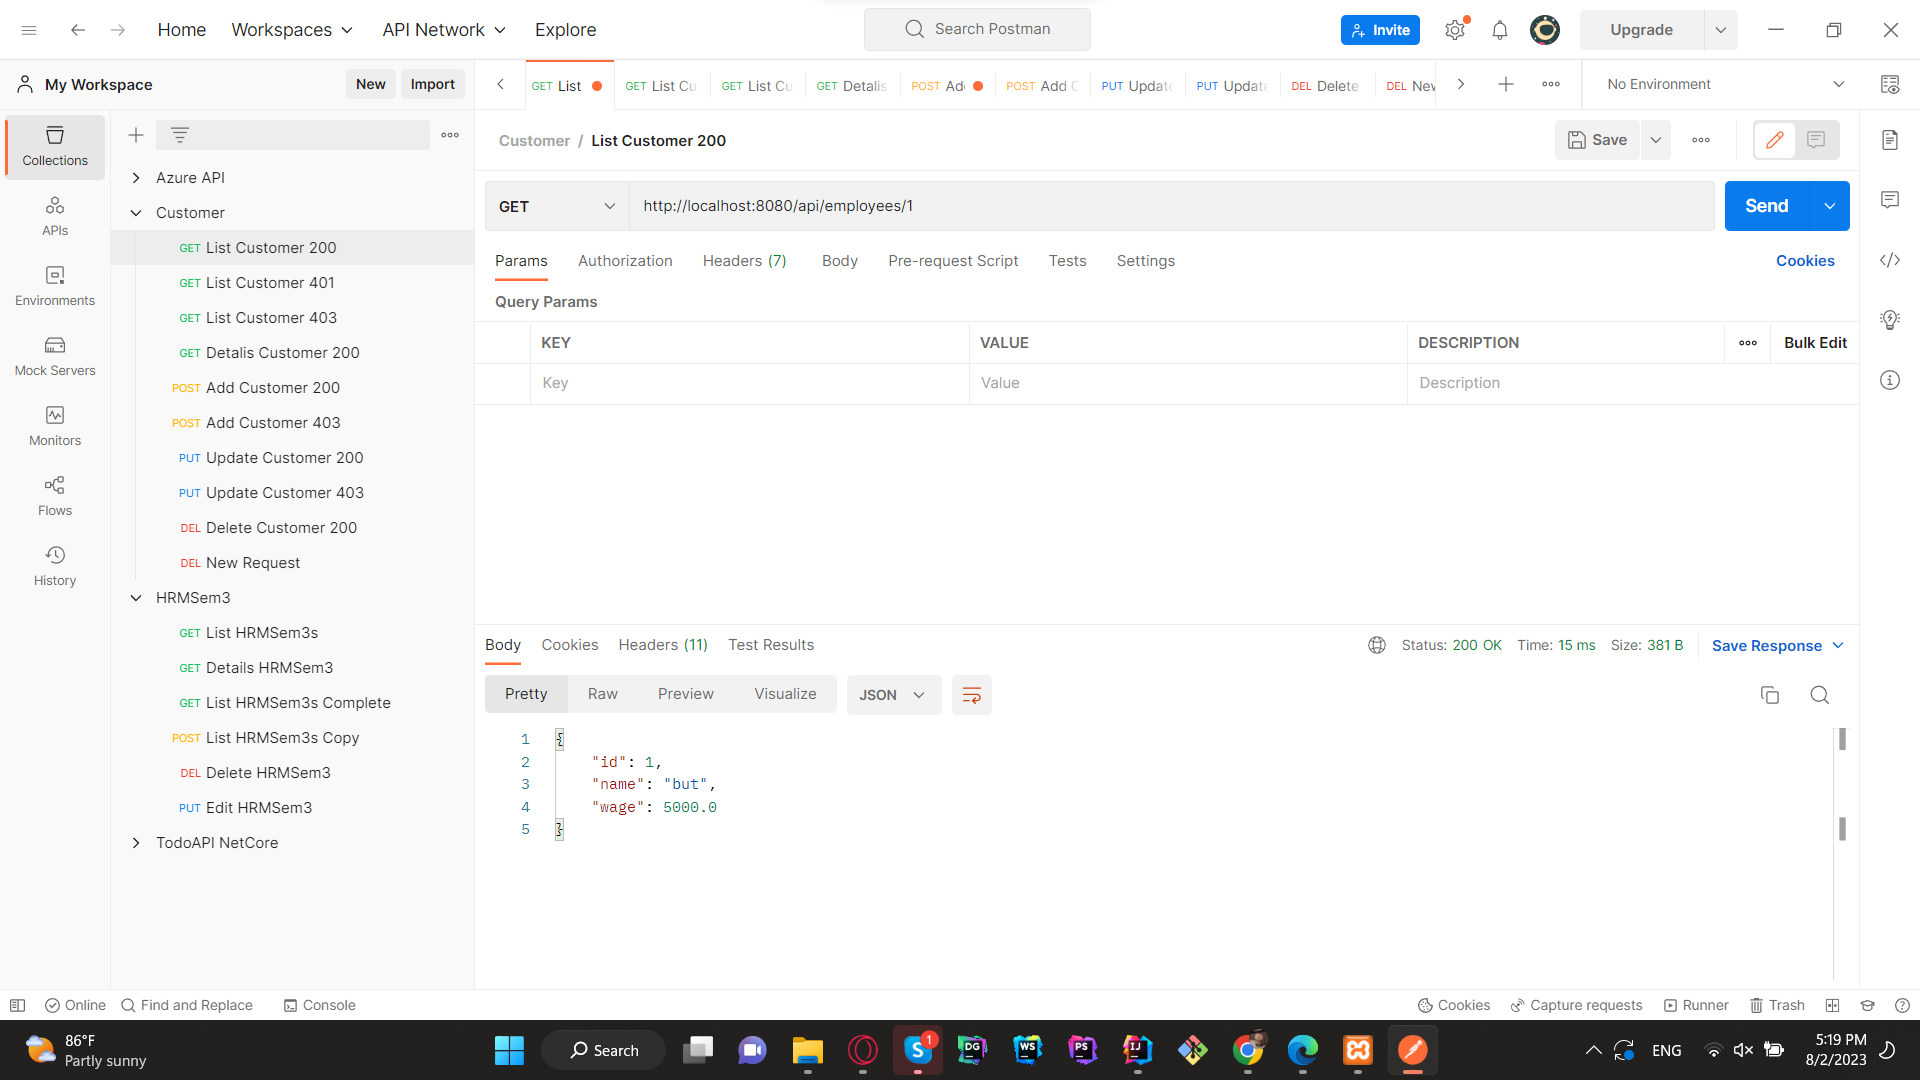 Home
Workspaces
API Network
Explore
Search Postman
Invite
Upgrade
My Workspace
New
Import
GET List
GET List Cu
GET List Cu
GET Detalis
POST Ad
POST Add C
PUT Update
PUT Update
DEL Delete
DEL New
No Environment
Collections
APIs
Environments
Mock Servers
Monitors
Flows
History
Azure API
Customer
GET List Customer 200
GET List Customer 401
GET List Customer 403
GET Detalis Customer 200
POST Add Customer 200
POST Add Customer 403
PUT Update Customer 200
PUT Update Customer 403
DEL Delete Customer 200
DEL New Request
HRMSem3
GET List HRMSem3s
GET Details HRMSem3
GET List HRMSem3s Complete
POST List HRMSem3s Copy
DEL Delete HRMSem3
PUT Edit HRMSem3
TodoAPI NetCore
Customer / List Customer 200
Save
GET
http://localhost:8080/api/employees/1
Send
Params
Authorization
Headers (7)
Body
Pre-request Script
Tests
Settings
Cookies
Query Params
KEY
VALUE
DESCRIPTION
Bulk Edit
Key
Value
Description
Body
Cookies
Headers (11)
Test Results
Status: 200 OK
Time: 15 ms
Size: 381 B
Save Response
Pretty
Raw
Preview
Visualize
JSON
1 {
2 "id": 1,
3 "name": "but",
4 "wage": 5000.0
5 }
Online
Find and Replace
Console
Cookies
Capture requests
Runner
Trash
86°F
Partly sunny
Search
S
1
DG
WS
PS
IJ
ENG
5:19 PM
8/2/2023